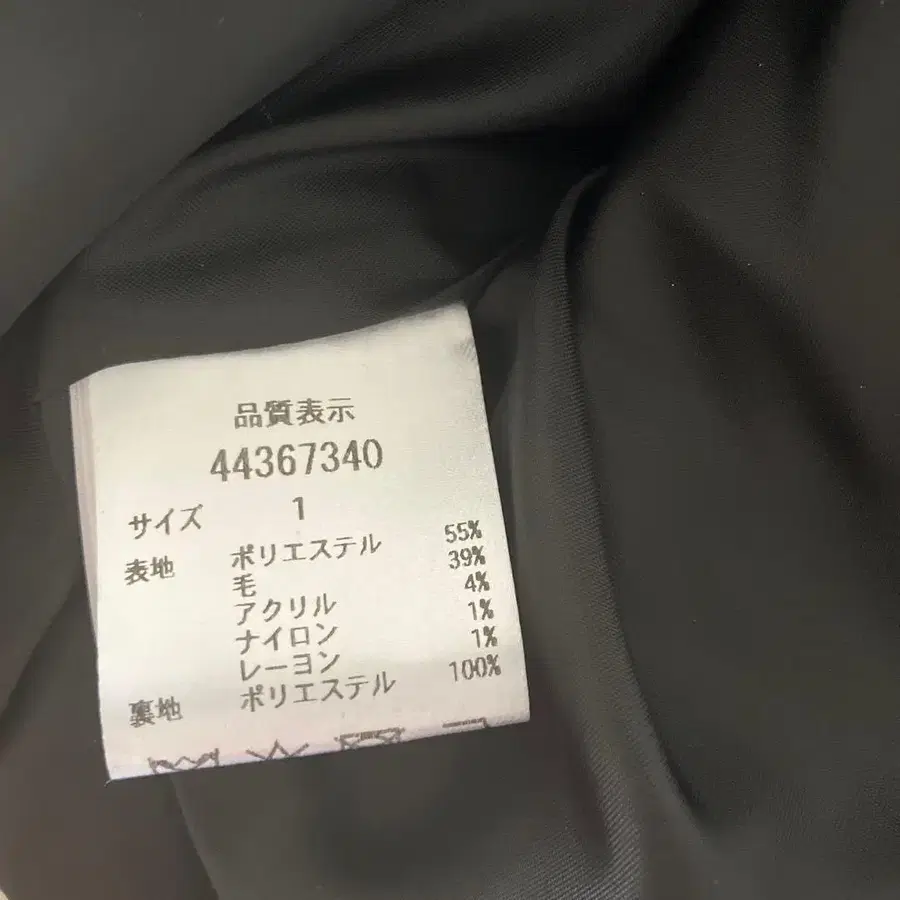 品質表示
44367340
サイズ 1
表地 ポリエステル 55%
毛 39%
アクリル 4%
ナイロン 1%
レーヨン 1%
裏地 ポリエステル 100%